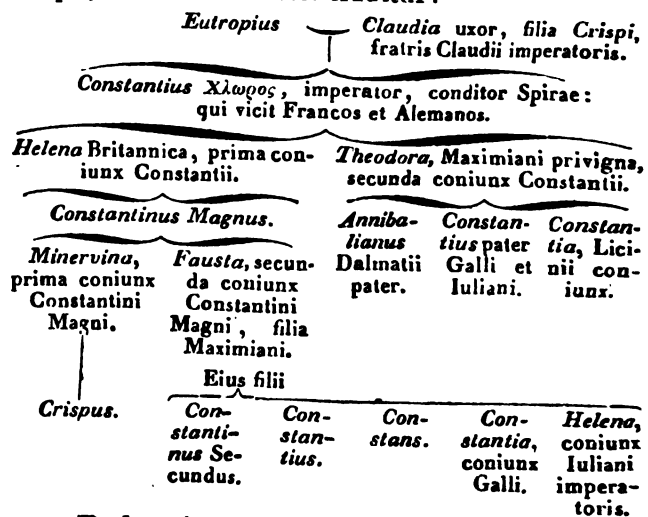 Eutropius
Claudia uxor, filia Crispi,
fratris Claudii imperatoris.
Constantius Χλωρος, imperator, conditor Spirae:
qui vicit Francos et Alemanos.
Helena Britannica, prima con-
iunx Constantii.
Theodora, Maximiani privigna,
secunda coniunx Constantii.
Constantinus Magnus.
Anniba-
lianus
Dalmatii
pater.
Constan-
tius pater
Galli et
Iuliani.
Constan-
tia, Lici-
nii con-
iunx.
Minervina,
prima coniunx
Constantini
Magni.
Fausta, secun-
da coniunx
Constantini
Magni, filia
Maximiani.
Eius filii
Crispus.
Con-
stanti-
nus Se-
cundus.
Con-
stan-
tius.
Con-
stans.
Con-
stantia,
coniunx
Galli.
Helena,
coniunx
Iuliani
impera-
toris.